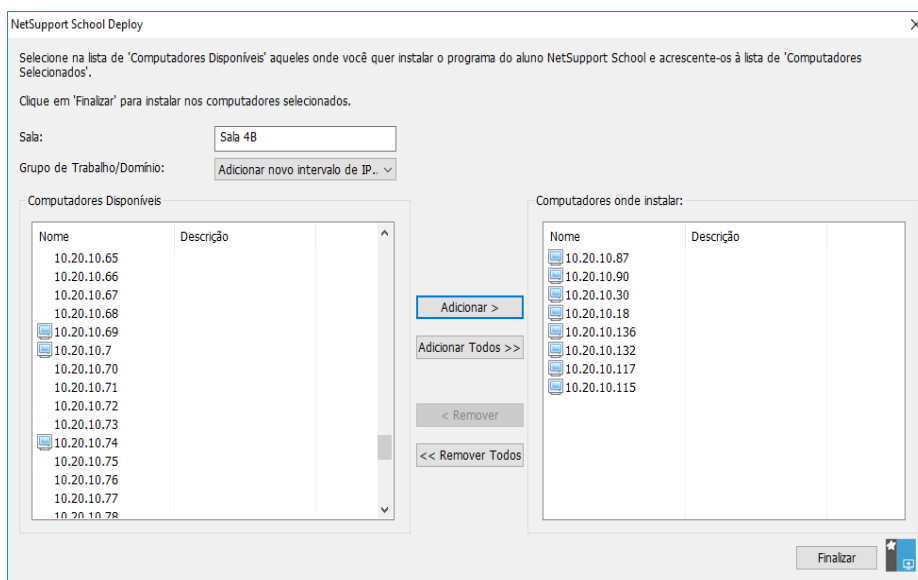 NetSupport School Deploy
Selecione na lista de 'Computadores Disponíveis' aqueles onde você quer instalar o programa do aluno NetSupport School e acrescente-os à lista de 'Computadores
Selecionados'.
Clique em 'Finalizar' para instalar nos computadores selecionados.
Sala:
Sala 4B
Grupo de Trabalho/Domínio:
Adicionar novo intervalo de IP..
Computadores Disponíveis
Nome
Descrição
10.20.10.65
10.20.10.66
10.20.10.67
10.20.10.68
10.20.10.69
10.20.10.7
10.20.10.70
10.20.10.71
10.20.10.72
10.20.10.73
10.20.10.74
10.20.10.75
10.20.10.76
10.20.10.77
10.20.10.78
Adicionar >
Adicionar Todos >>
< Remover
<< Remover Todos
Computadores onde instalar:
Nome
Descrição
10.20.10.87
10.20.10.90
10.20.10.30
10.20.10.18
10.20.10.136
10.20.10.132
10.20.10.117
10.20.10.115
Finalizar